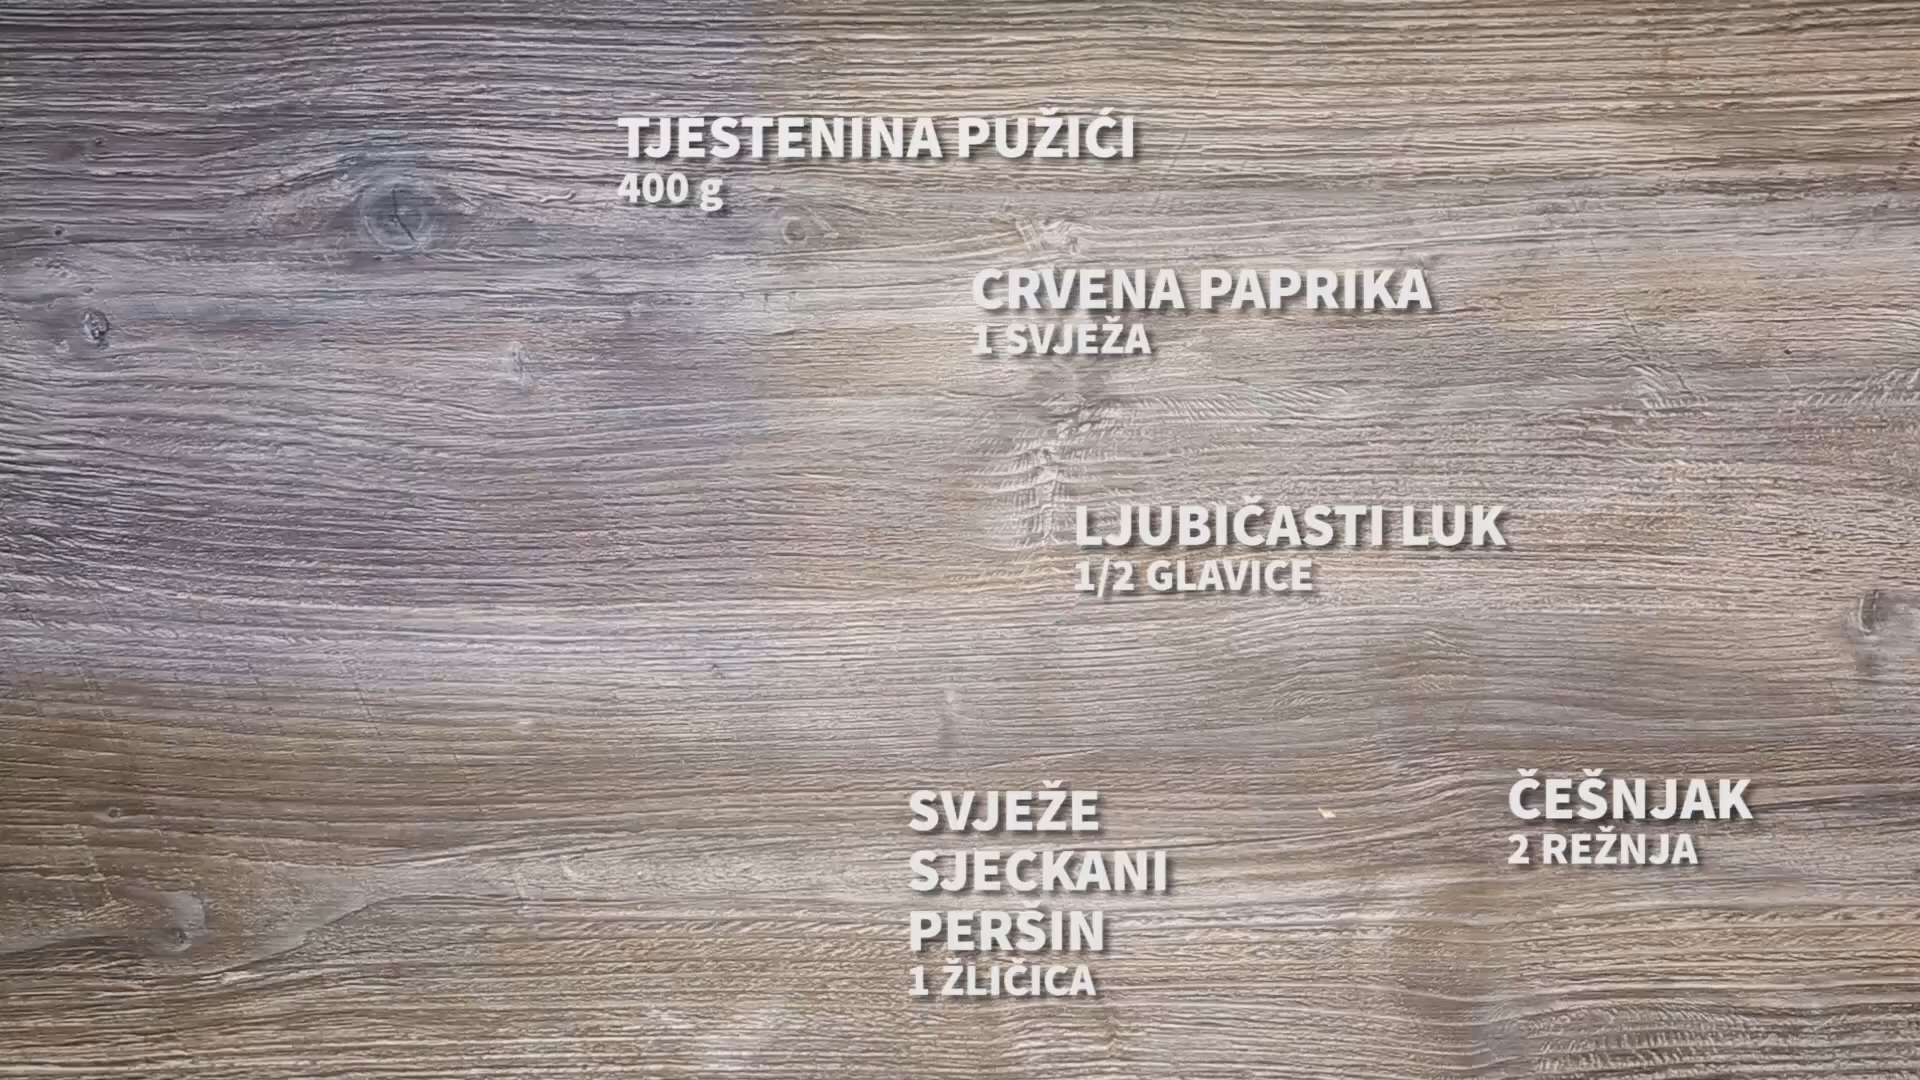 TJESTENINA PUŽIĆI
400 g
CRVENA PAPRIKA
1 SVJEŽA
LJUBIČASTI LUK
1/2 GLAVICE
SVJEŽE
SJECKANI
PERŠIN
1 ŽLIČICA
ČEŠNJAK
2 REŽNJA